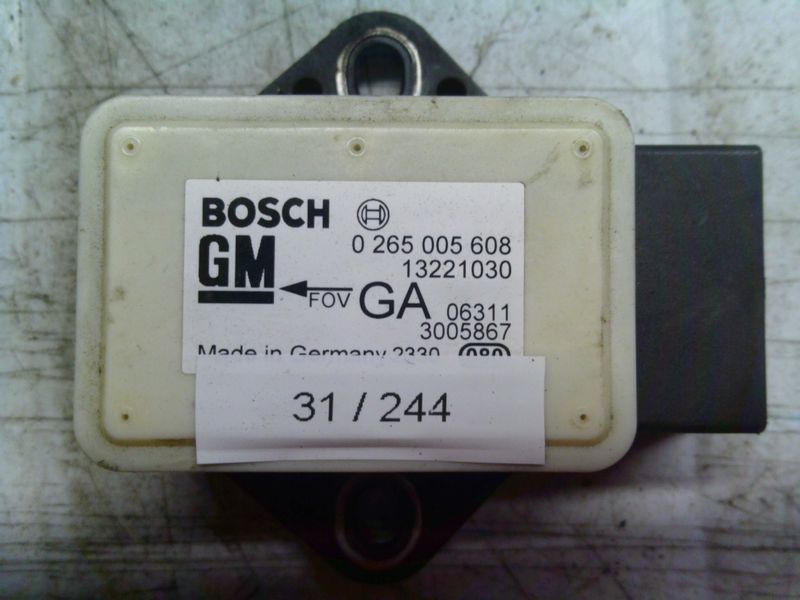 BOSCH
GM
0 265 005 608
13221030
FOV GA 06311
3005867
Made in Germany 2330 080
31 / 244